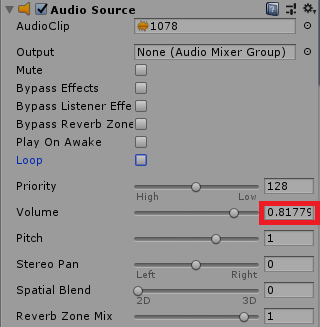 Audio Source
AudioClip 1078
Output None (Audio Mixer Group)
Mute
Bypass Effects
Bypass Listener Effe
Bypass Reverb Zone
Play On Awake
Loop
Priority 128
High Low
Volume 0.81779
Pitch 1
Stereo Pan 0
Left Right
Spatial Blend 0
2D 3D
Reverb Zone Mix 1